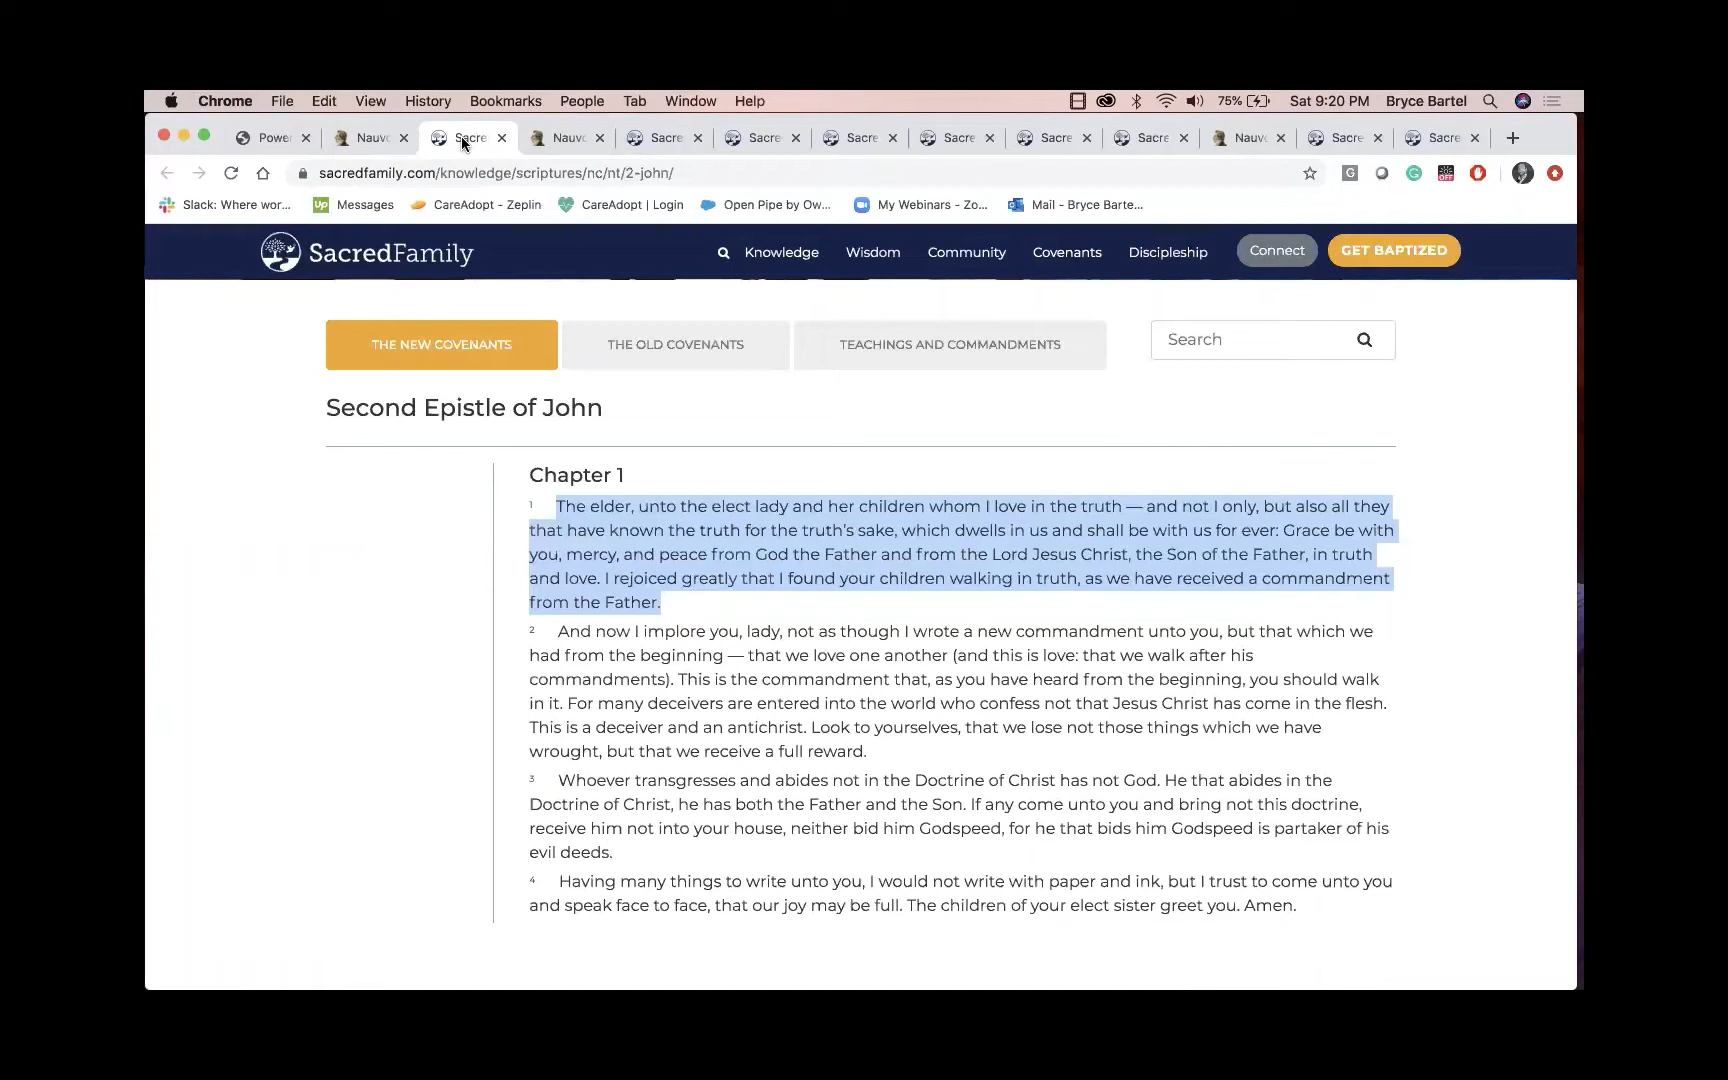 Chrome File Edit View History Bookmarks People Tab Window Help 75% Sat 9:20 PM Bryce Bartel
Power Nauvo Sacre Nauvo Sacre Sacre Sacre Sacre Sacre Sacre Nauvo Sacre Sacre
sacredfamily.com/knowledge/scriptures/nc/nt/2-john/
Slack: Where wor... Up Messages CareAdopt - Zeplin CareAdopt | Login Open Pipe by Ow... My Webinars - Zo... Mail - Bryce Barte...
SacredFamily Knowledge Wisdom Community Covenants Discipleship Connect GET BAPTIZED
THE NEW COVENANTS THE OLD COVENANTS TEACHINGS AND COMMANDMENTS Search
Second Epistle of John
Chapter 1
1 The elder, unto the elect lady and her children whom I love in the truth — and not I only, but also all they
that have known the truth for the truth's sake, which dwells in us and shall be with us for ever: Grace be with
you, mercy, and peace from God the Father and from the Lord Jesus Christ, the Son of the Father, in truth
and love. I rejoiced greatly that I found your children walking in truth, as we have received a commandment
from the Father.
2 And now I implore you, lady, not as though I wrote a new commandment unto you, but that which we
had from the beginning — that we love one another (and this is love: that we walk after his
commandments). This is the commandment that, as you have heard from the beginning, you should walk
in it. For many deceivers are entered into the world who confess not that Jesus Christ has come in the flesh.
This is a deceiver and an antichrist. Look to yourselves, that we lose not those things which we have
wrought, but that we receive a full reward.
3 Whoever transgresses and abides not in the Doctrine of Christ has not God. He that abides in the
Doctrine of Christ, he has both the Father and the Son. If any come unto you and bring not this doctrine,
receive him not into your house, neither bid him Godspeed, for he that bids him Godspeed is partaker of his
evil deeds.
4 Having many things to write unto you, I would not write with paper and ink, but I trust to come unto you
and speak face to face, that our joy may be full. The children of your elect sister greet you. Amen.